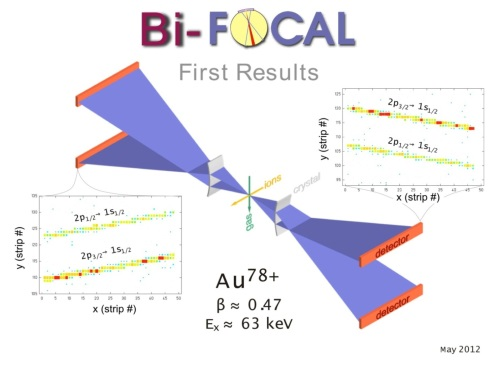 Bi-FOCAL
First Results
2p3/2→ 1s1/2
2p1/2→ 1s1/2
y (strip #)
x (strip #)
ions
crystal
gas
2p1/2→ 1s1/2
2p3/2→ 1s1/2
y (strip #)
x (strip #)
detector
detector
Au78+
β ≈ 0.47
Ex ≈ 63 keV
May 2012